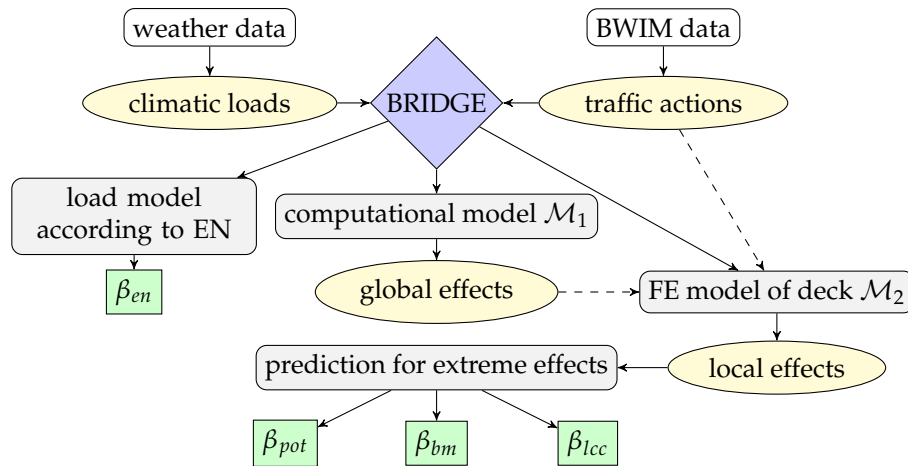 weather data
BWIM data
climatic loads
BRIDGE
traffic actions
load model
according to EN
computational model ℳ₁
β_en
global effects
FE model of deck ℳ₂
prediction for extreme effects
local effects
β_pot
β_bm
β_lcc